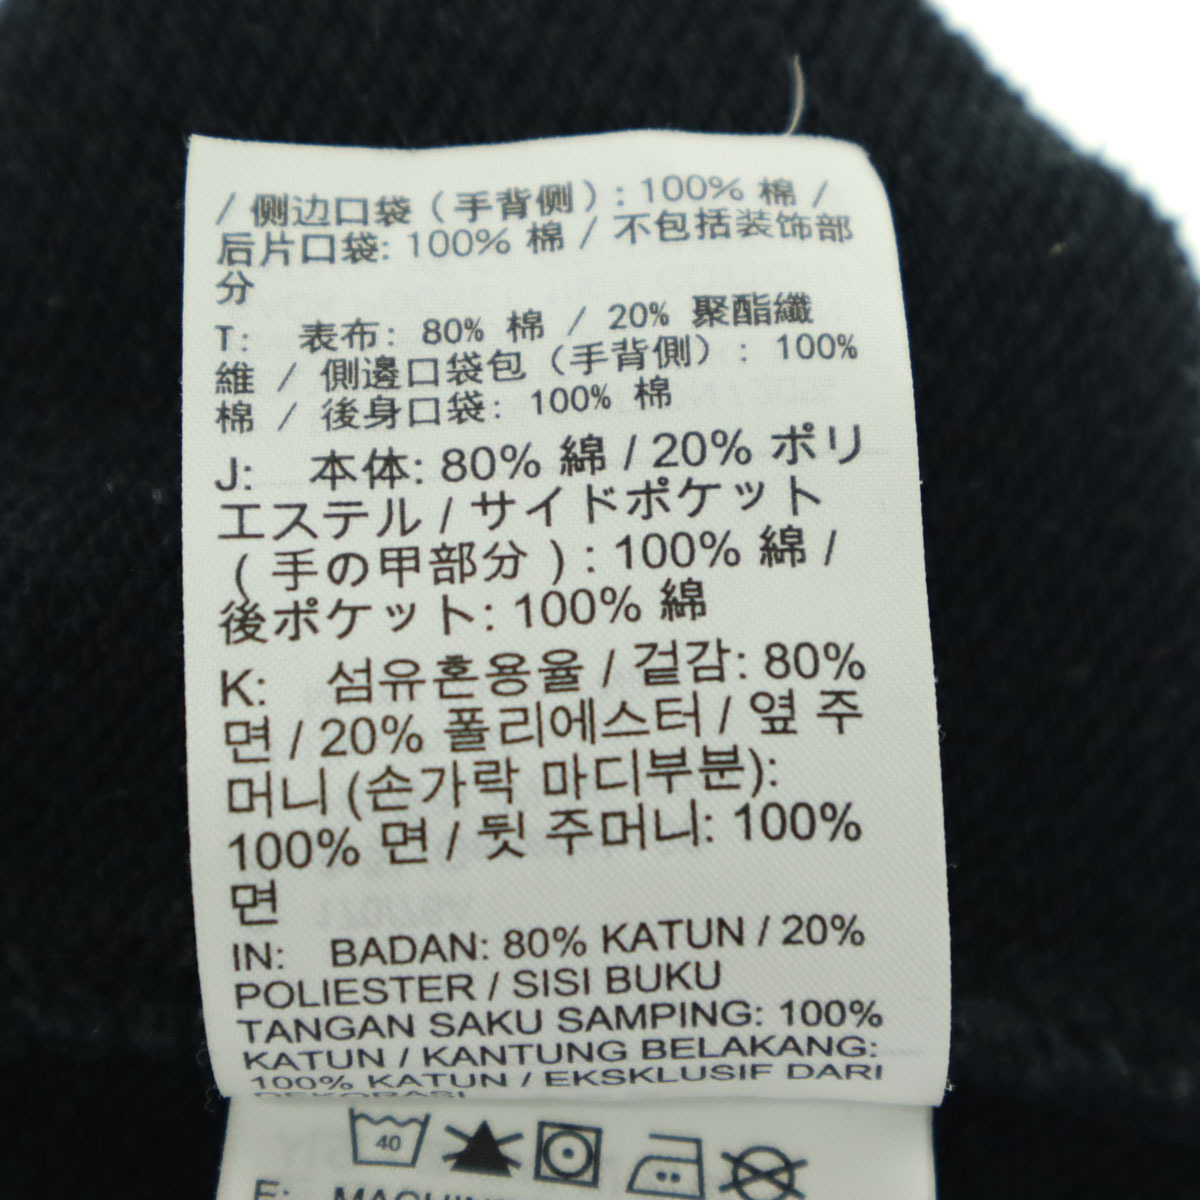 / 侧边口袋 ( 手背侧 ) : 100% 棉 /
后片口袋: 100% 棉 / 不包括装饰部
分
T: 表布: 80% 棉 / 20% 聚酯纖
維 / 側邊口袋包 (手背側) : 100%
棉 / 後身口袋: 100% 棉
J: 本体: 80% 綿 / 20% ポリ
エステル / サイドポケット
( 手の甲部分 ) : 100% 綿 /
後ポケット: 100% 綿
K: 섬유혼용율 / 겉감: 80%
면 / 20% 폴리에스터 / 옆 주
머니 (손가락 마디부분):
100% 면 / 뒷 주머니: 100%
면
IN: BADAN: 80% KATUN / 20%
POLIESTER / SISI BUKU
TANGAN SAKU SAMPING: 100%
KATUN / KANTUNG BELAKANG:
100% KATUN / EKSKLUSIF DARI
DEKORASI
40
E: